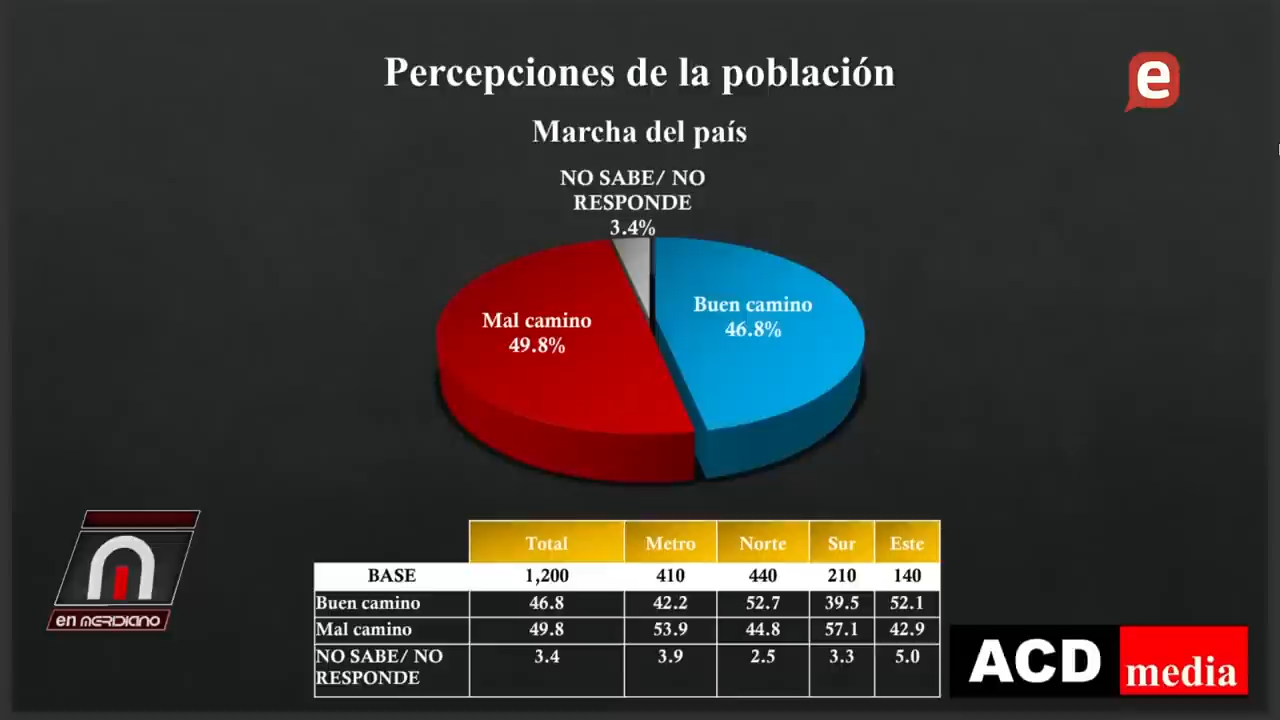 Percepciones de la población
e
Marcha del país
NO SABE/ NO
RESPONDE
3.4%
Mal camino
49.8%
Buen camino
46.8%
Total Metro Norte Sur Este
BASE 1,200 410 440 210 140
Buen camino 46.8 42.2 52.7 39.5 52.1
Mal camino 49.8 53.9 44.8 57.1 42.9
NO SABE/ NO 3.4 3.9 2.5 3.3 5.0
RESPONDE
en MERDIANO
ACD media